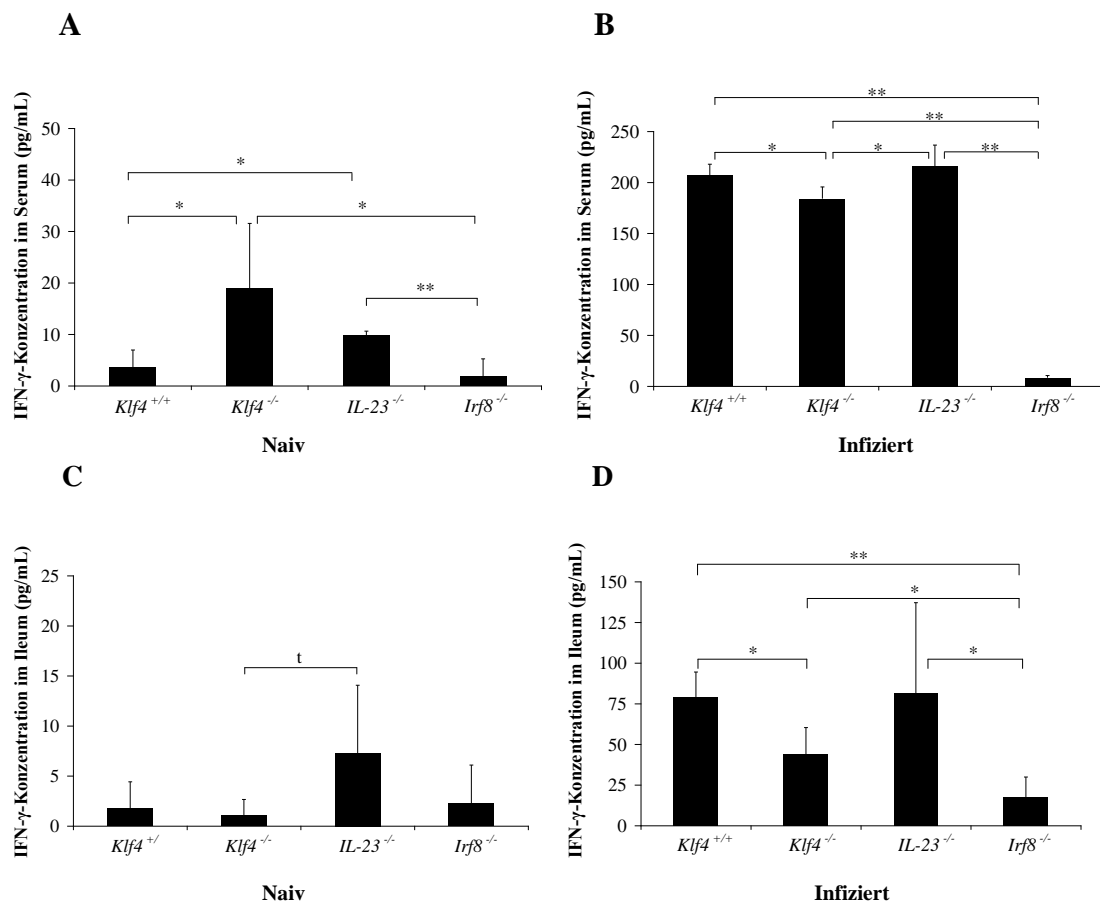 A
IFN-γ-Konzentration im Serum (pg/mL)
50
40
30
20
10
0
*
*
*
**
Klf4 +/+
Klf4 -/-
IL-23 -/-
Irf8 -/-
Naiv
B
IFN-γ-Konzentration im Serum (pg/mL)
250
200
150
100
50
0
**
**
*
*
**
Klf4 +/+
Klf4 -/-
IL-23 -/-
Irf8 -/-
Infiziert
C
IFN-γ-Konzentration im Ileum (pg/mL)
25
20
15
10
5
0
t
Klf4 +/
Klf4 -/-
IL-23 -/-
Irf8 -/-
Naiv
D
IFN-γ-Konzentration im Ileum (pg/mL)
150
125
100
75
50
25
0
**
*
*
*
Klf4 +/+
Klf4 -/-
IL-23 -/-
Irf8 -/-
Infiziert